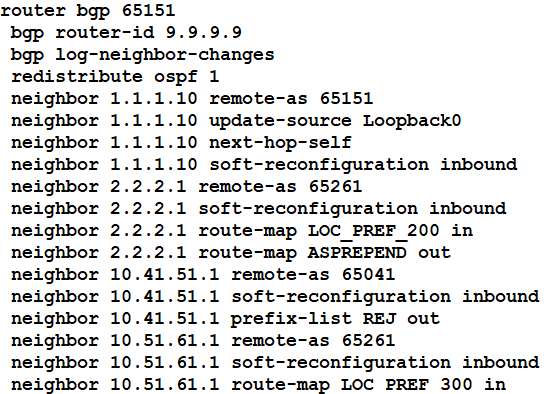 router bgp 65151
bgp router-id 9.9.9.9
bgp log-neighbor-changes
redistribute ospf 1
neighbor 1.1.1.10 remote-as 65151
neighbor 1.1.1.10 update-source Loopback0
neighbor 1.1.1.10 next-hop-self
neighbor 1.1.1.10 soft-reconfiguration inbound
neighbor 2.2.2.1 remote-as 65261
neighbor 2.2.2.1 soft-reconfiguration inbound
neighbor 2.2.2.1 route-map LOC_PREF_200 in
neighbor 2.2.2.1 route-map ASPREPEND out
neighbor 10.41.51.1 remote-as 65041
neighbor 10.41.51.1 soft-reconfiguration inbound
neighbor 10.41.51.1 prefix-list REJ out
neighbor 10.51.61.1 remote-as 65261
neighbor 10.51.61.1 soft-reconfiguration inbound
neighbor 10.51.61.1 route-map LOC PREF 300 in